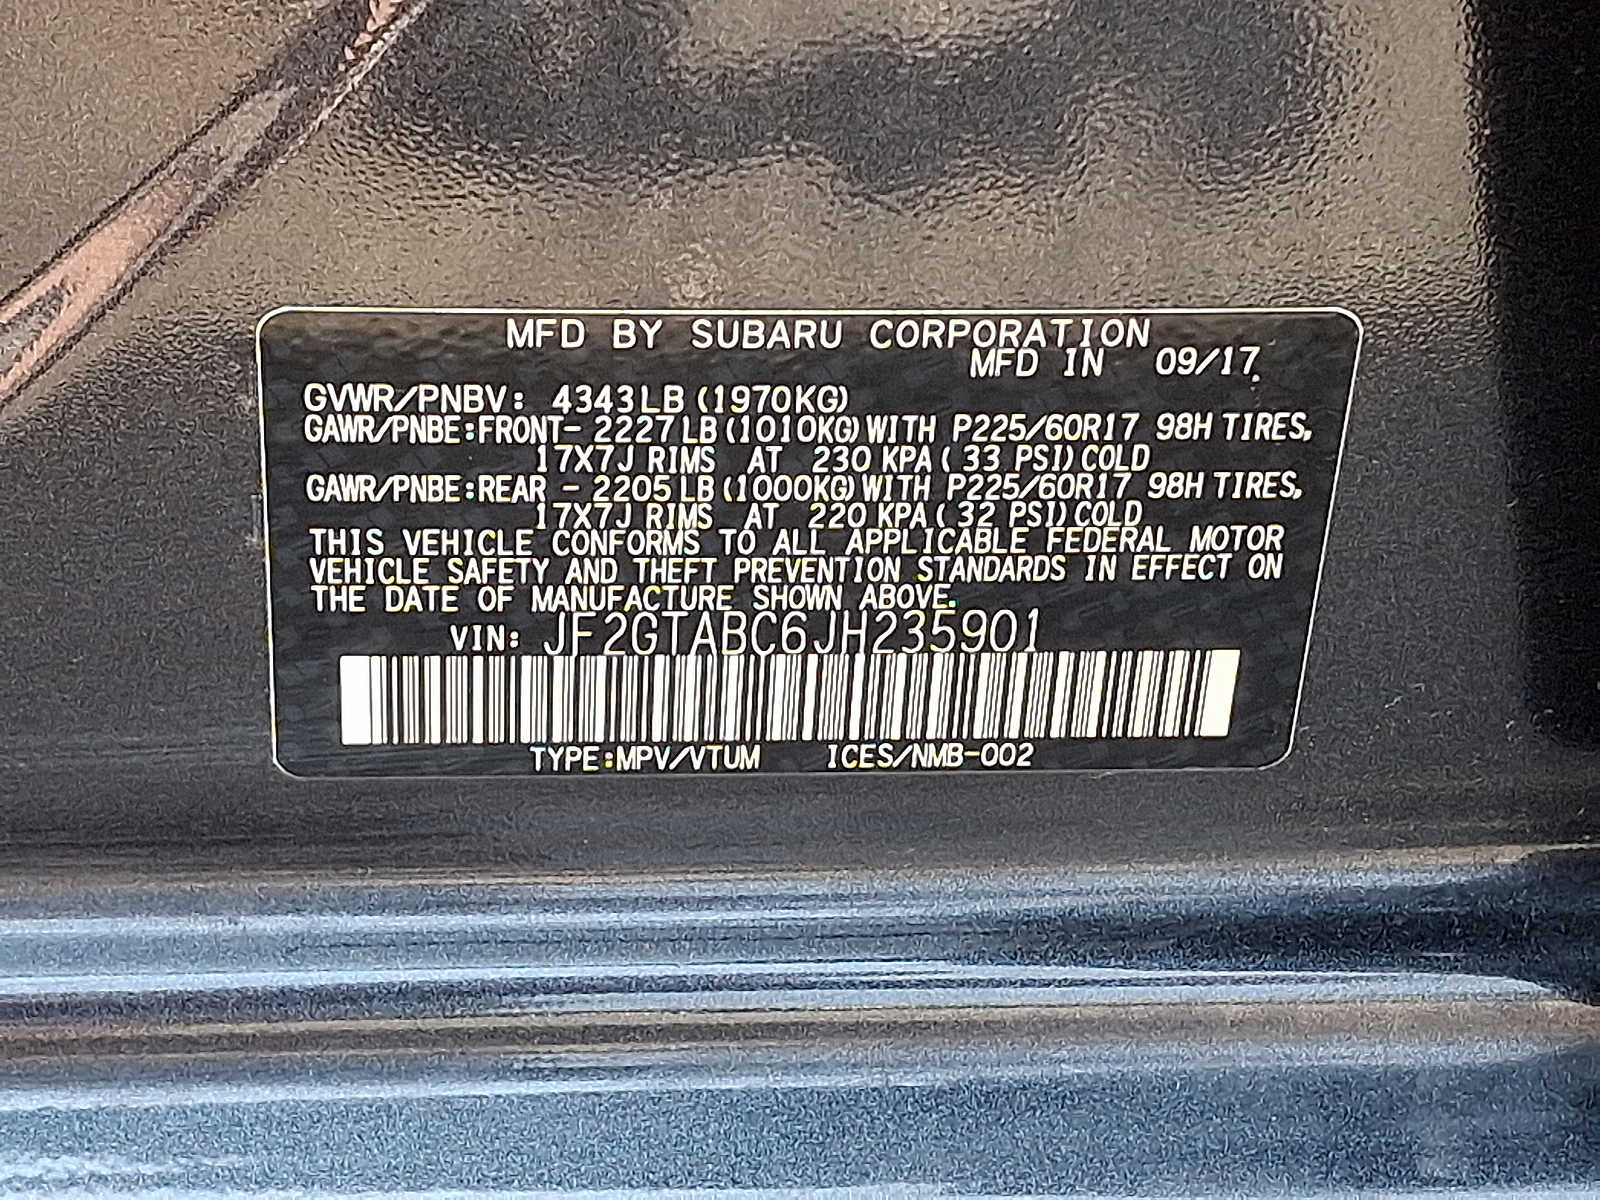 MFD BY SUBARU CORPORATION
MFD IN 09/17
GVWR/PNBV: 4343LB (1970KG)
GAWR/PNBE:FRONT- 2227LB (1010KG) WITH P225/60R17 98H TIRES,
17X7J RIMS AT 230 KPA ( 33 PSI) COLD
GAWR/PNBE:REAR - 2205LB (1000KG) WITH P225/60R17 98H TIRES,
17X7J RIMS AT 220 KPA ( 32 PSI) COLD
THIS VEHICLE CONFORMS TO ALL APPLICABLE FEDERAL MOTOR
VEHICLE SAFETY AND THEFT PREVENTION STANDARDS IN EFFECT ON
THE DATE OF MANUFACTURE SHOWN ABOVE.
VIN: JF2GTABC6JH235901
TYPE:MPV/VTUM ICES/NMB-002